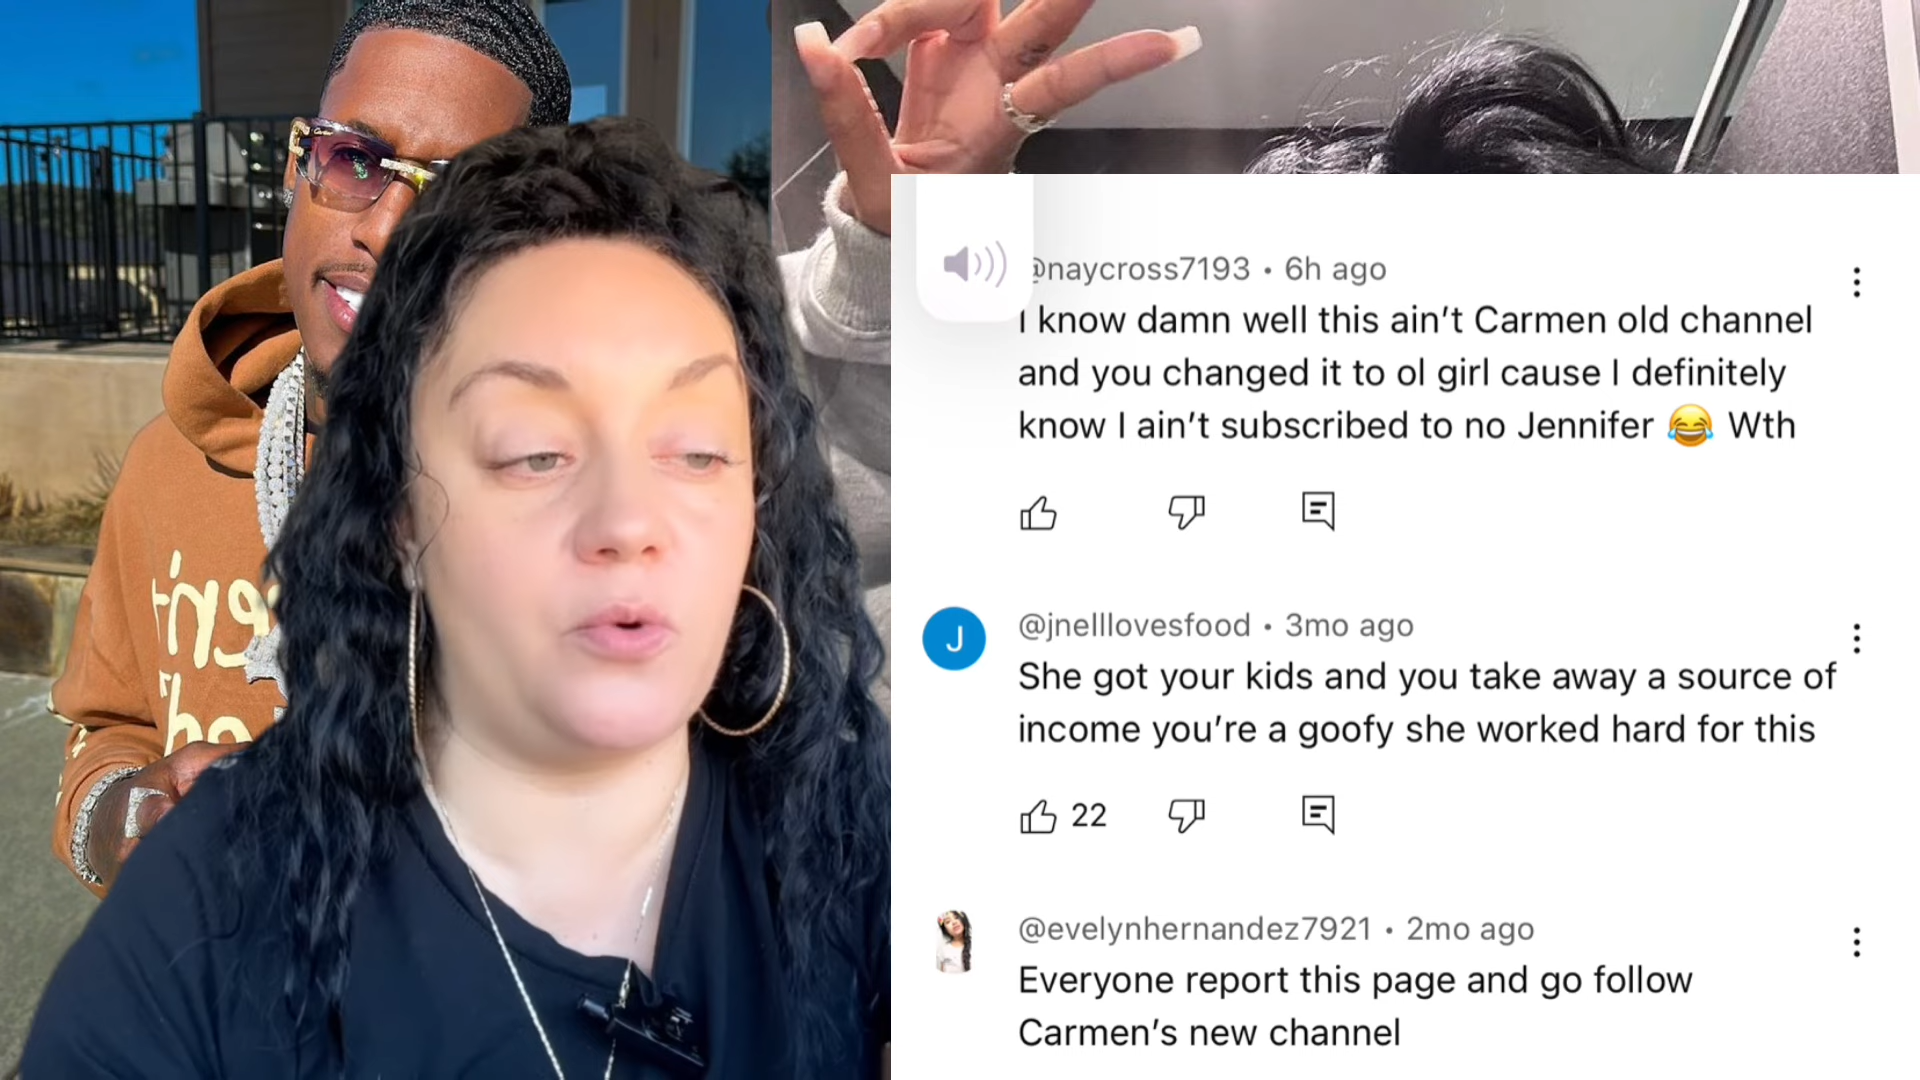 @naycross7193 • 6h ago
I know damn well this ain’t Carmen old channel
and you changed it to ol girl cause I definitely
know I ain’t subscribed to no Jennifer 😂 Wth
J
@jnelllovesfood • 3mo ago
She got your kids and you take away a source of
income you’re a goofy she worked hard for this
22
@evelynhernandez7921 • 2mo ago
Everyone report this page and go follow
Carmen’s new channel